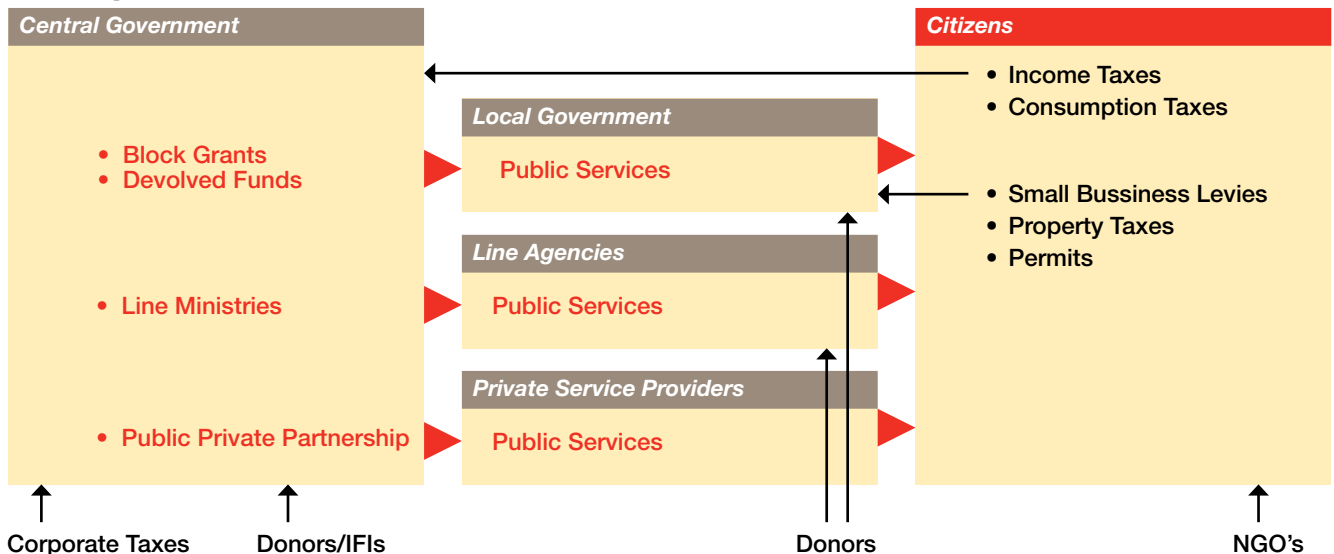 Central Government
Citizens
• Income Taxes
• Consumption Taxes
Local Government
• Block Grants
• Devolved Funds
Public Services
• Small Bussiness Levies
• Property Taxes
• Permits
Line Agencies
• Line Ministries
Public Services
Private Service Providers
• Public Private Partnership
Public Services
Corporate Taxes
Donors/IFIs
Donors
NGO's